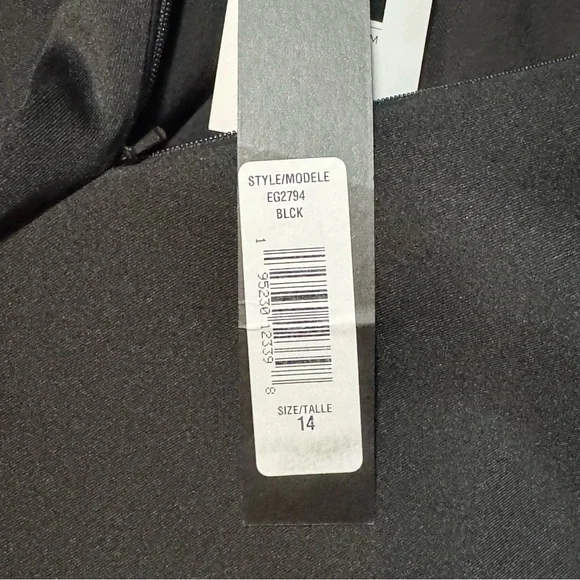 M
STYLE/MODELE
EG2794
BLCK
1 95230 12339 8
SIZE/TALLE
14